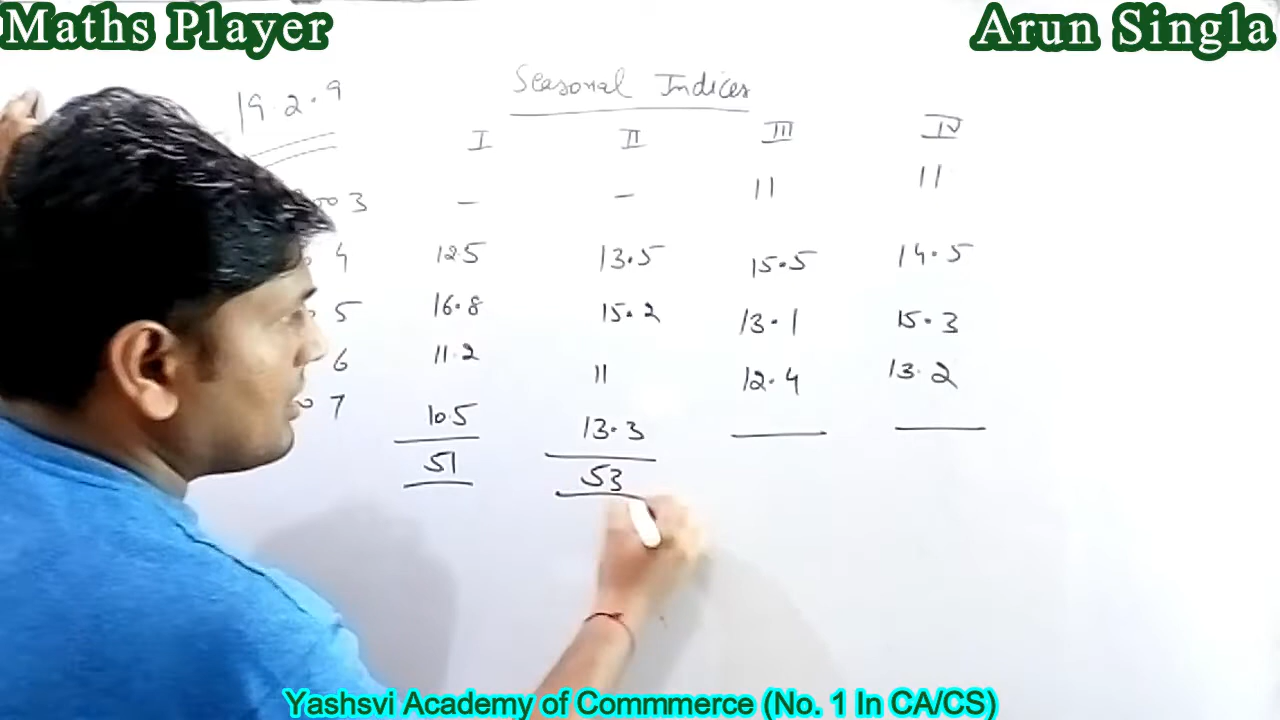 Maths Player Arun Singla
19.2.9 Seasonal Indices
I II III IV
3 - - 11 11
4 12.5 13.5 15.5 14.5
5 16.8 15.2 13.1 15.3
6 11.2 11 12.4 13.2
7 10.5 13.3
51 53
Yashsvi Academy of Commmerce (No. 1 In CA/CS)